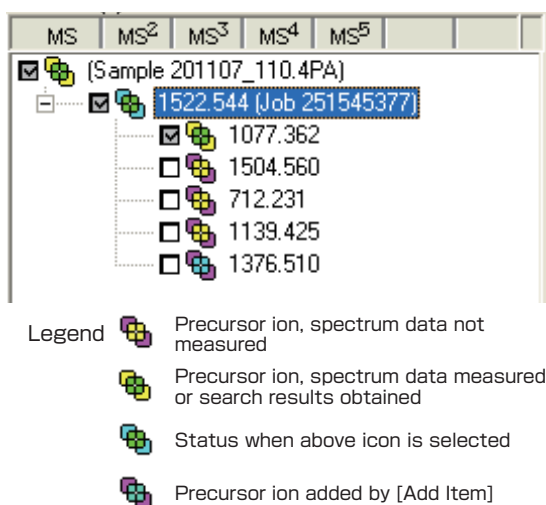 MS MS2 MS3 MS4 MS5
(Sample 201107_110.4PA)
1522.544 (Job 251545377)
1077.362
1504.560
712.231
1139.425
1376.510
Legend
Precursor ion, spectrum data not
measured
Precursor ion, spectrum data measured
or search results obtained
Status when above icon is selected
Precursor ion added by [Add Item]